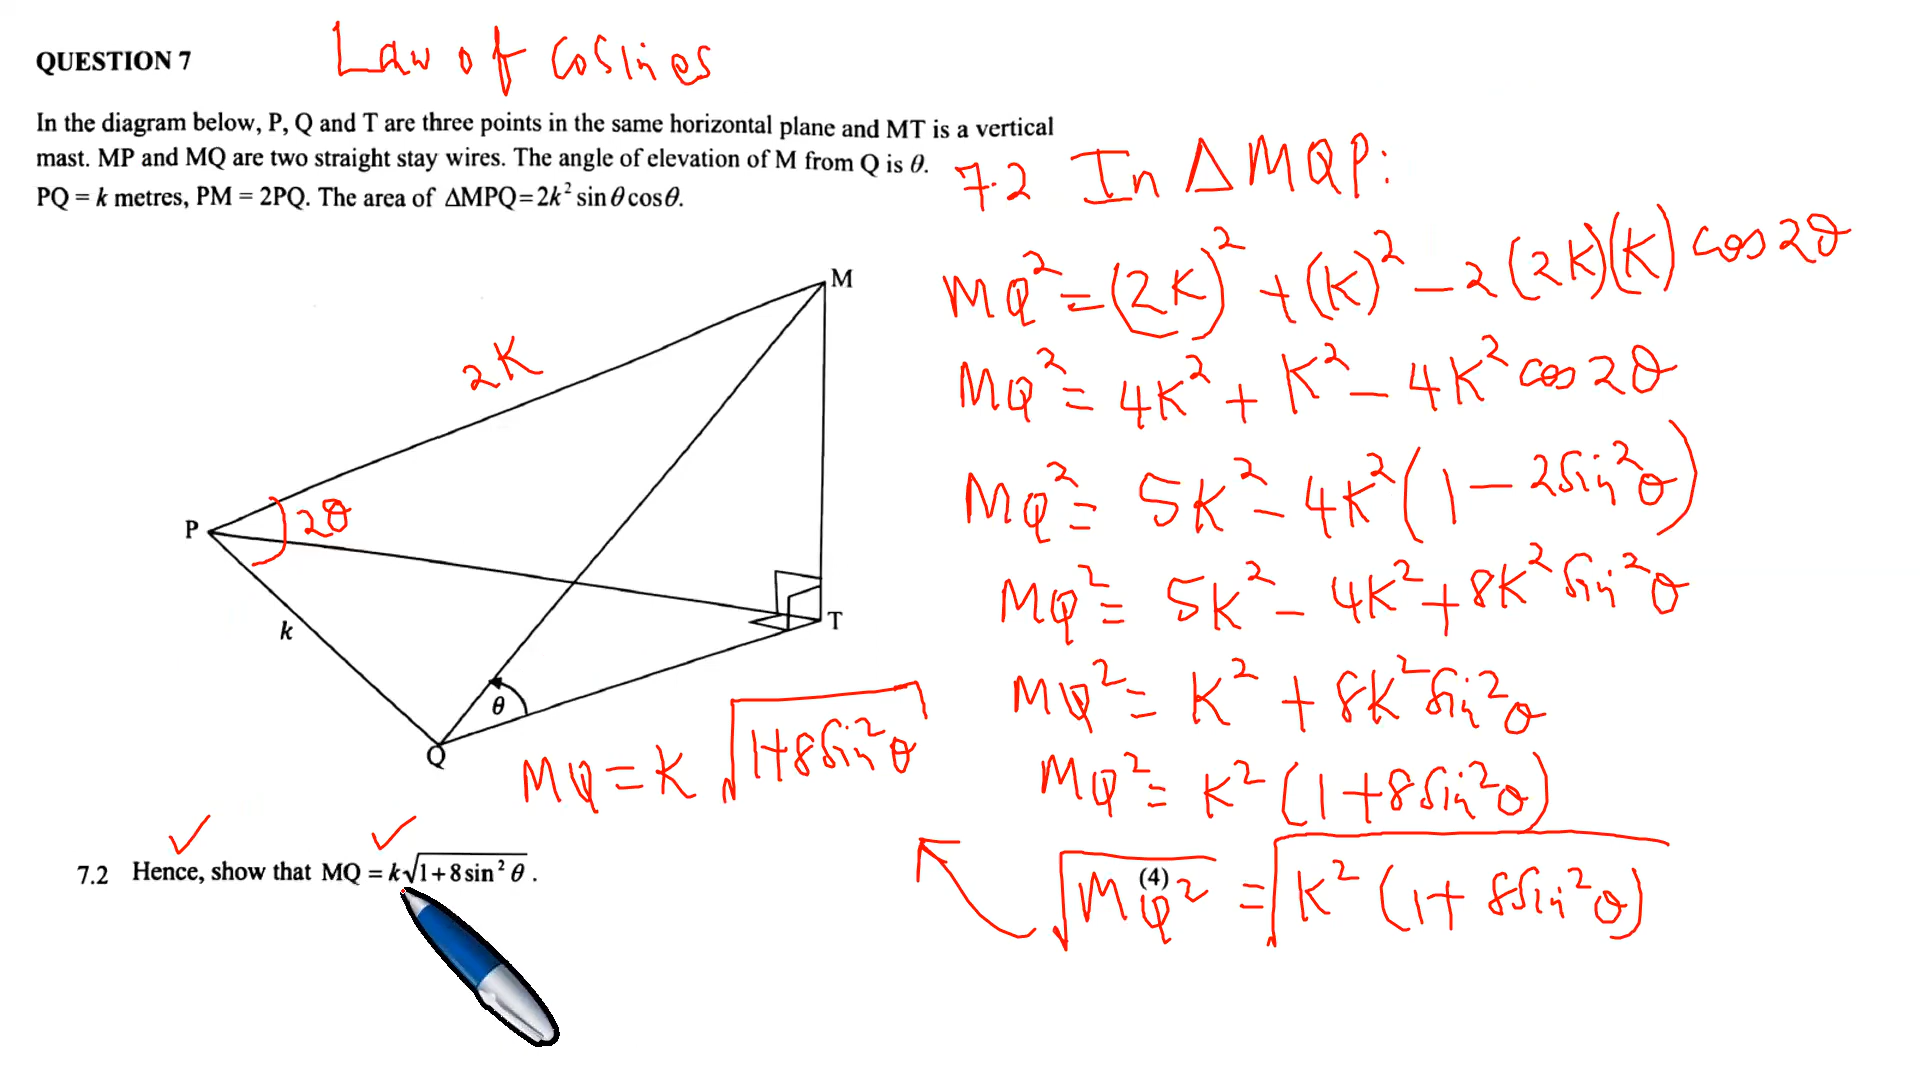 QUESTION 7
Law of cosines
In the diagram below, P, Q and T are three points in the same horizontal plane and MT is a vertical
mast. MP and MQ are two straight stay wires. The angle of elevation of M from Q is θ.
PQ = k metres, PM = 2PQ. The area of ΔMPQ=2k² sin θ cos θ.
M
2K
P
2θ
k
T
θ
Q
MQ = K √(1+8Sin²θ)
7.2 Hence, show that MQ = k√(1+8 sin² θ) .
(4)
7.2 In ΔMQP:
MQ² = (2K)² + (K)² - 2(2K)(K) cos 2θ
MQ² = 4K² + K² - 4K² cos 2θ
MQ² = 5K² - 4K² (1 - 2Sin²θ)
MQ² = 5K² - 4K² + 8K² Sin²θ
MQ² = K² + 8K² Sin²θ
MQ² = K² (1+8Sin²θ)
√MQ² = √(K² (1+ 8Sin²θ))